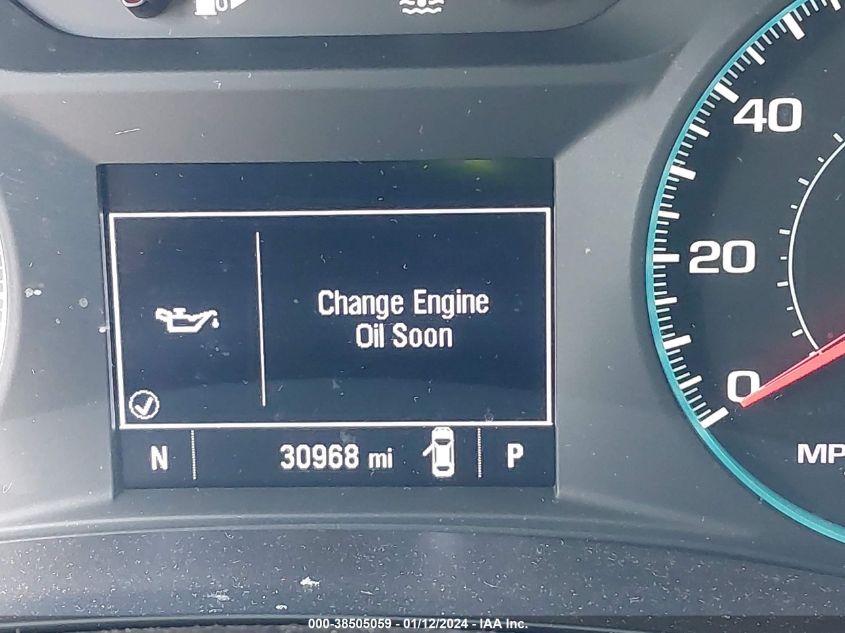 40
20
0
MP
Change Engine
Oil Soon
N 30968 mi P
000-38505059 - 01/12/2024 - IAA Inc.